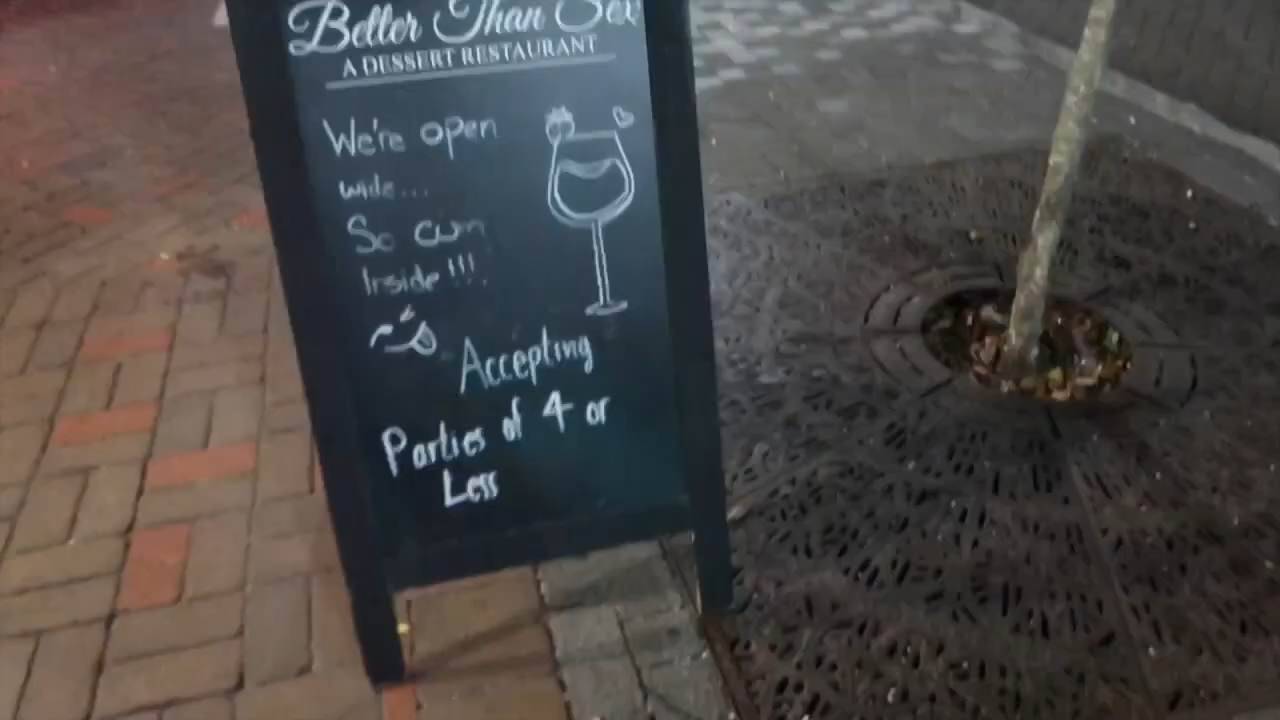 Better Than Sex
A DESSERT RESTAURANT
We're open
wide...
So cum
Inside!!!
Accepting
Parties of 4 or
Less